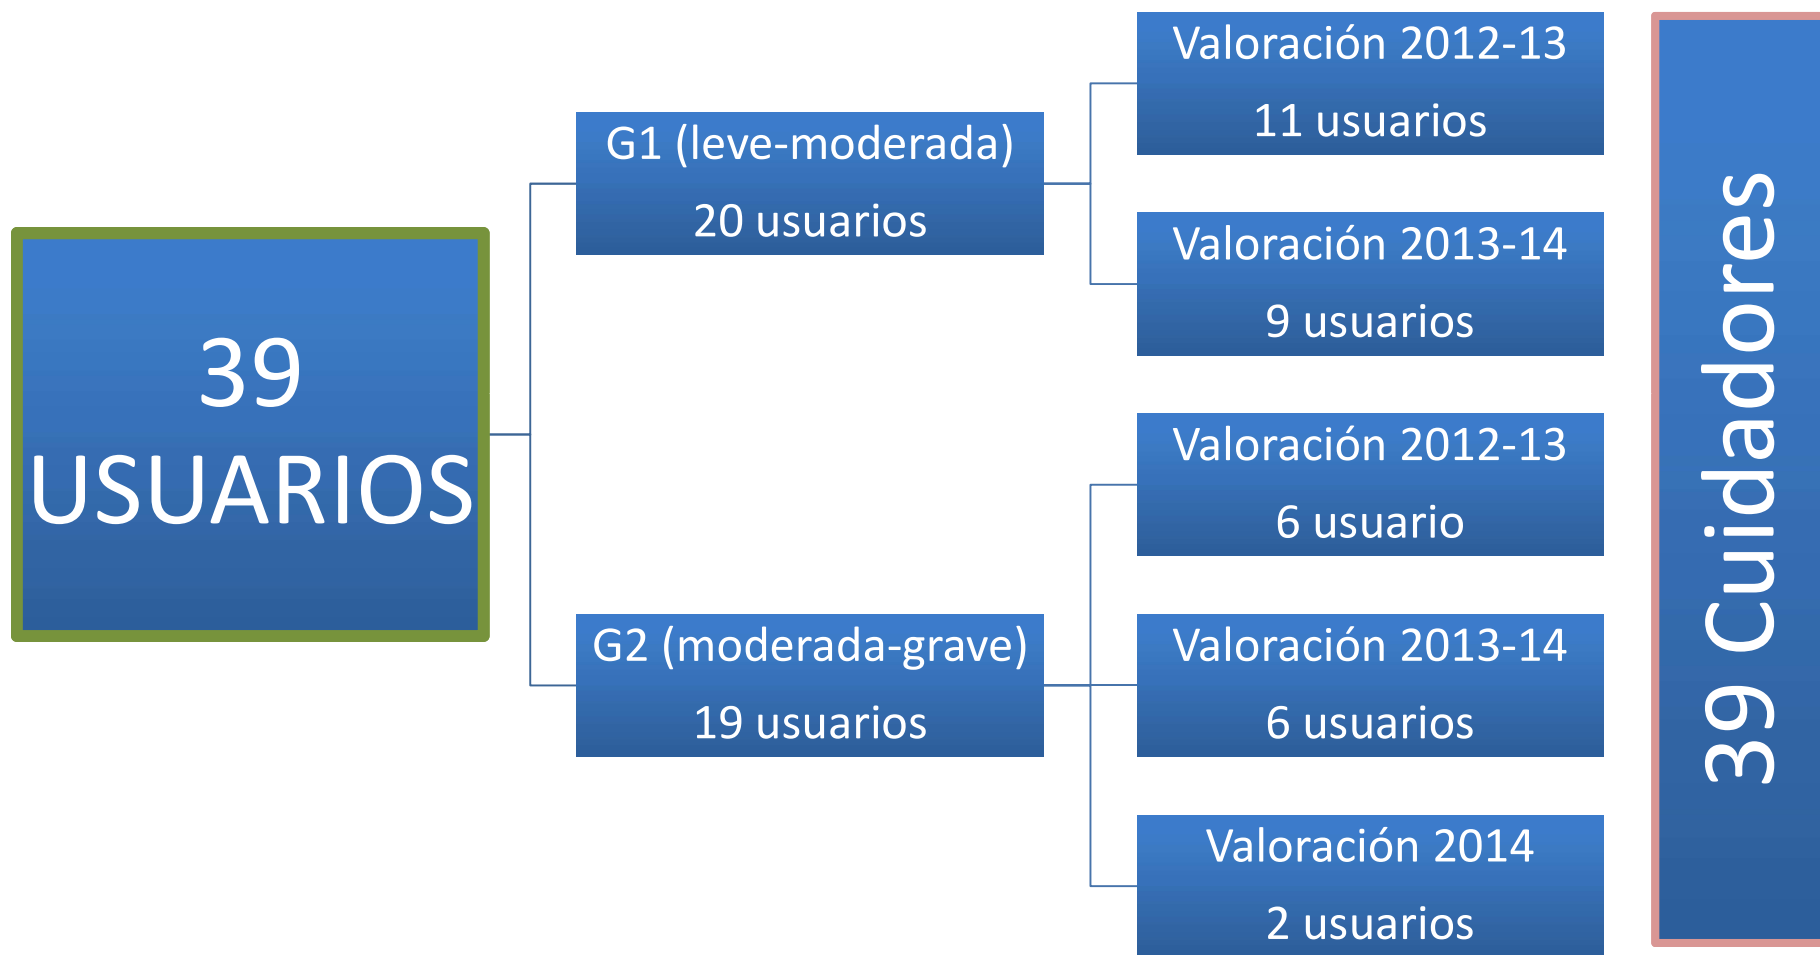 39
USUARIOS
G1 (leve-moderada)
20 usuarios
Valoración 2012-13
11 usuarios
Valoración 2013-14
9 usuarios
G2 (moderada-grave)
19 usuarios
Valoración 2012-13
6 usuario
Valoración 2013-14
6 usuarios
Valoración 2014
2 usuarios
39 Cuidadores